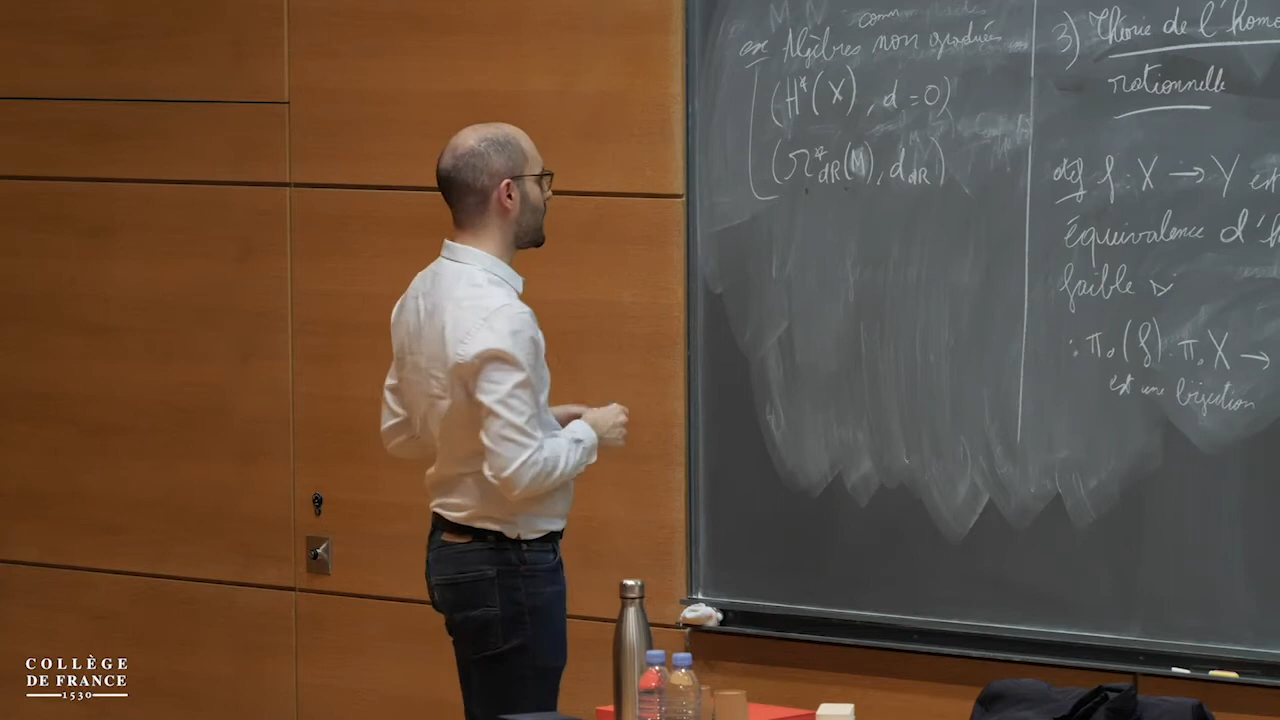 comm
ex Algèbres non graduées
(H*(X), d=0)
(Ω*dR(M), ddR)
3) Théorie de l'homo
rationnelle
déf f : X → Y est
équivalence d'h
faible si
: π₀(f) : π₀X →
est une bijection
COLLÈGE
DE FRANCE
1530